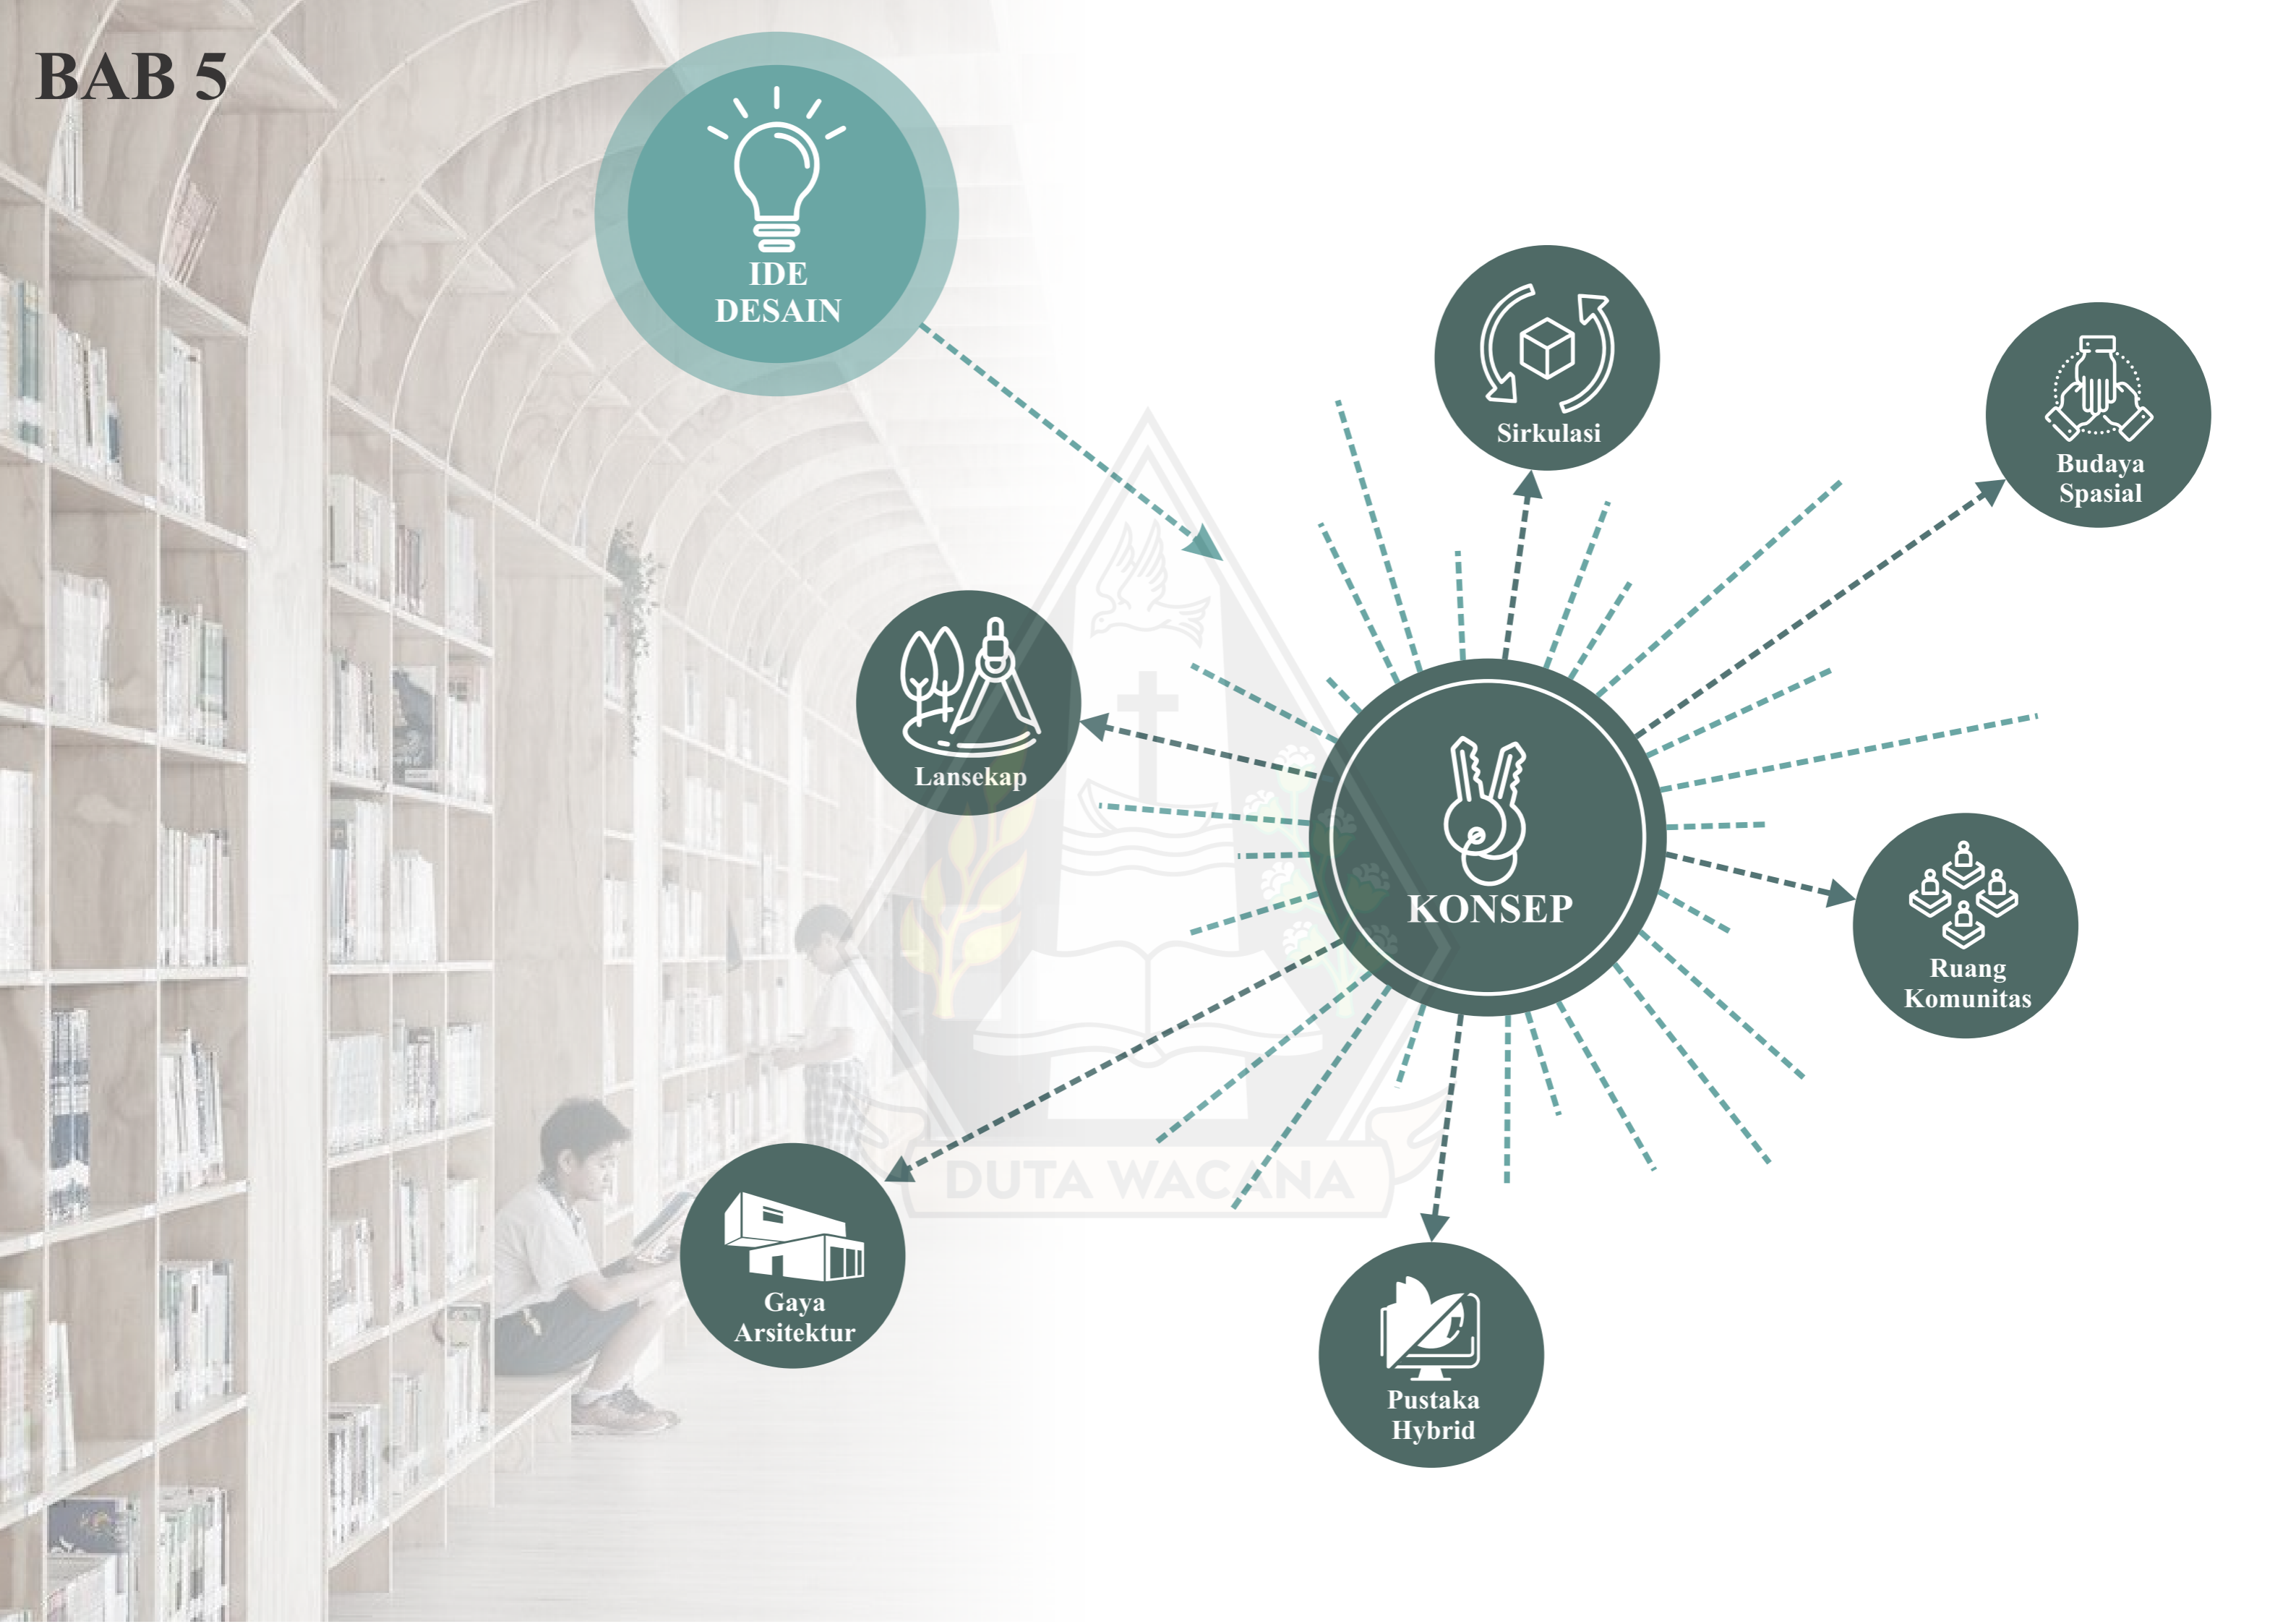 BAB 5
IDE
DESAIN
Sirkulasi
Budaya
Spasial
Lansekap
KONSEP
Ruang
Komunitas
Gaya
Arsitektur
Pustaka
Hybrid
DUTA WACANA